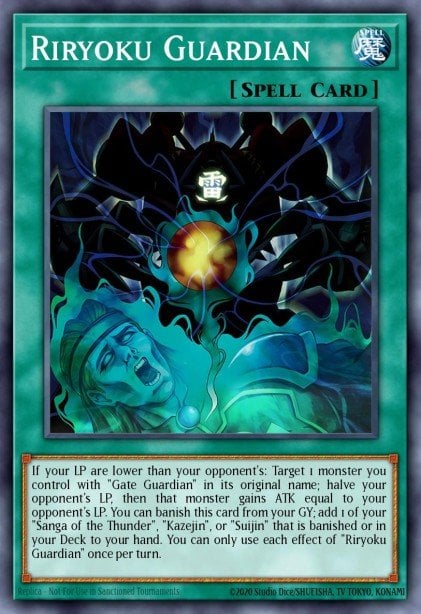 Riryoku Guardian
SPELL
魔
[ Spell Card ]
雷
If your LP are lower than your opponent's: Target 1 monster you
control with "Gate Guardian" in its original name; halve your
opponent's LP, then that monster gains ATK equal to your
opponent's LP. You can banish this card from your GY; add 1 of your
"Sanga of the Thunder", "Kazejin", or "Suijin" that is banished or in
your Deck to your hand. You can only use each effect of "Riryoku
Guardian" once per turn.
Replica - Not For Use in Sanctioned Tournaments
©2020 Studio Dice/SHUEISHA, TV TOKYO, KONAMI